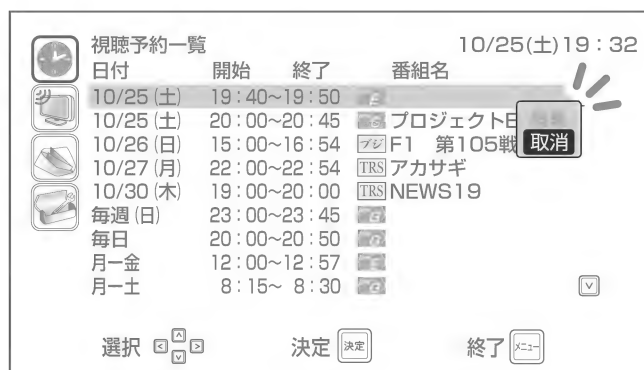 視聴予約一覧 10/25(土)19:32
日付 開始 終了 番組名
10/25(土) 19:40~19:50
10/25(土) 20:00~20:45 プロジェクト日
10/26(日) 15:00~16:54 フジ F1 第105戦
10/27(月) 22:00~22:54 TRS アカサギ
10/30(木) 19:00~20:00 TRS NEWS19
毎週(日) 23:00~23:45
毎日 20:00~20:50
月ー金 12:00~12:57
月ー土 8:15~ 8:30
取消
選択 決定 決定 終了 メニュー